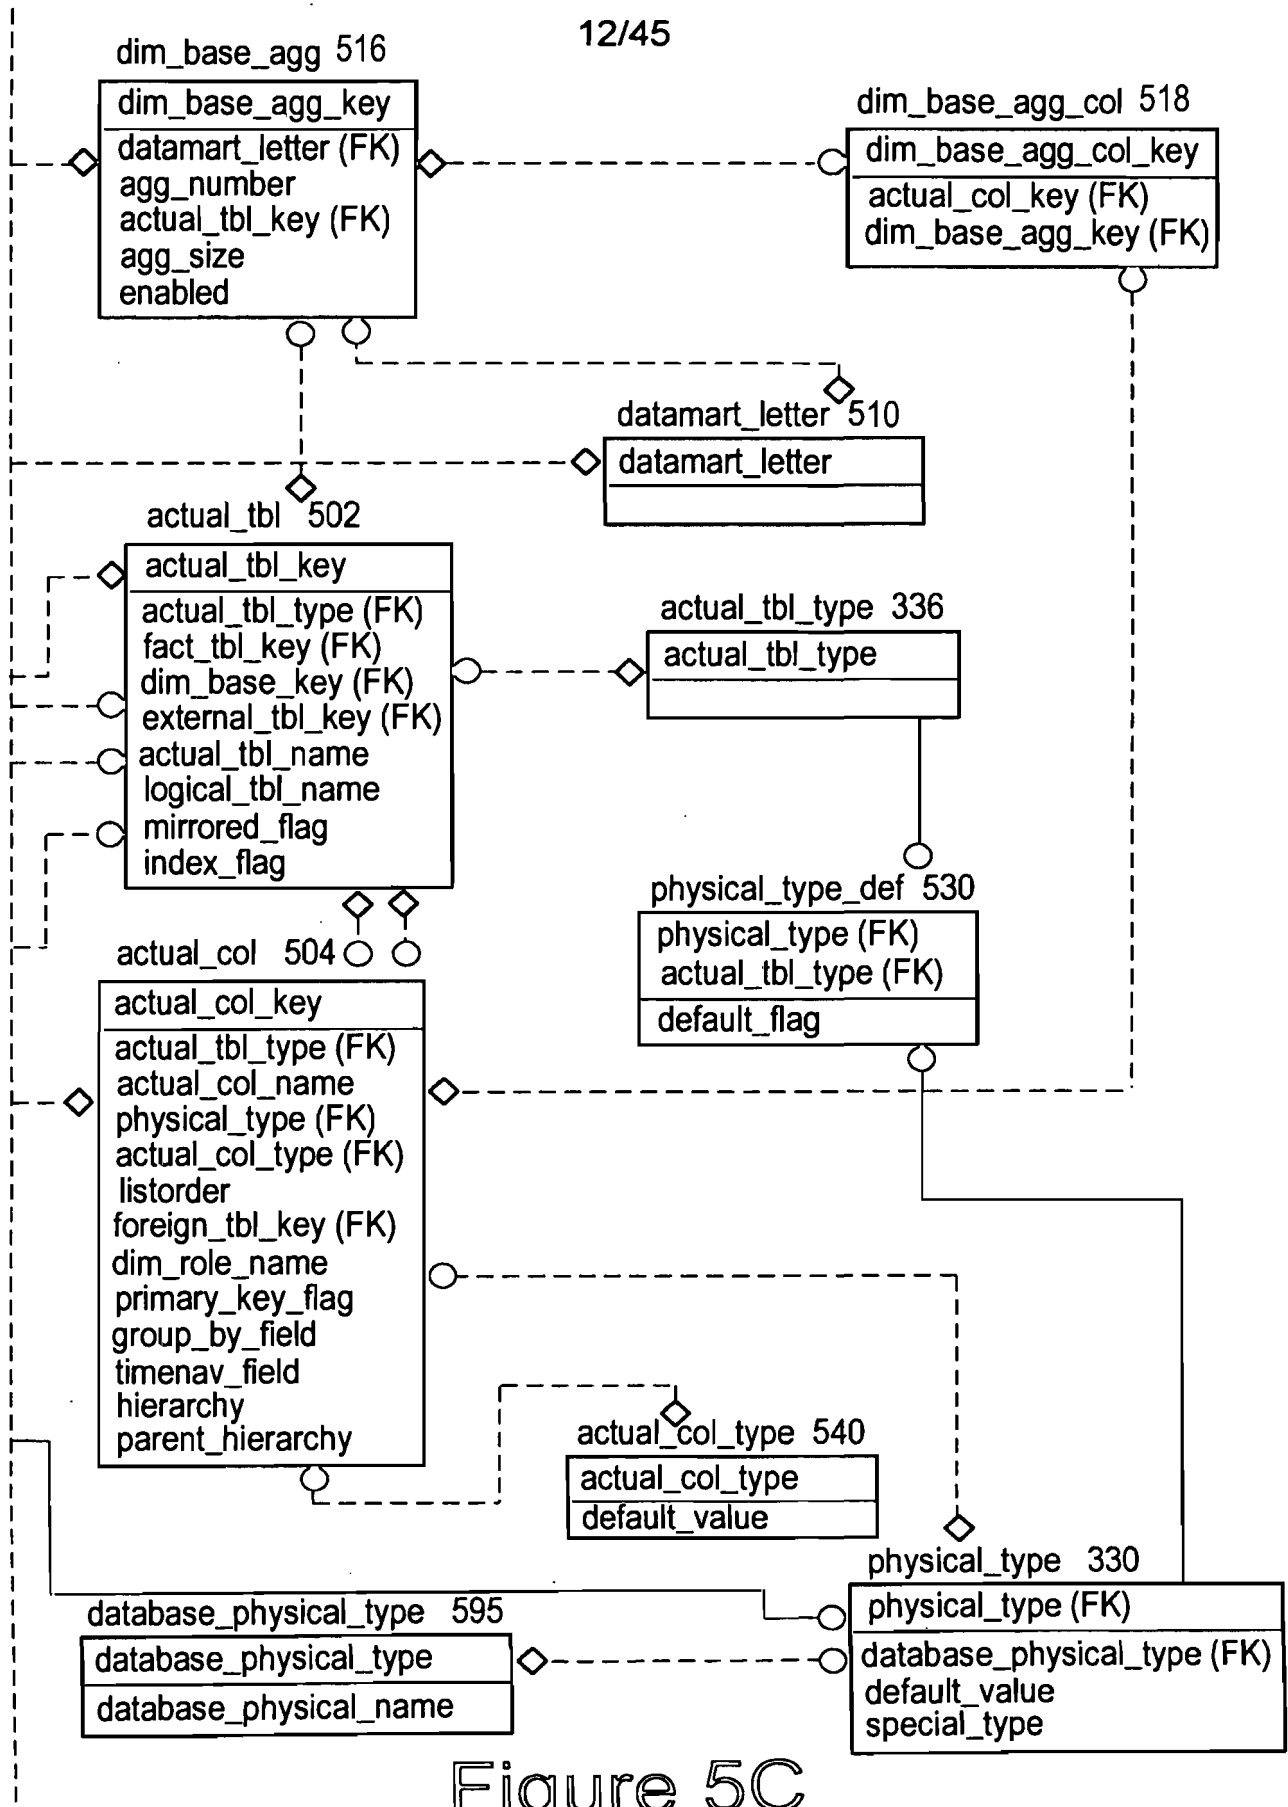 12/45
dim_base_agg 516
dim_base_agg_key
datamart_letter (FK)
agg_number
actual_tbl_key (FK)
agg_size
enabled
dim_base_agg_col 518
dim_base_agg_col_key
actual_col_key (FK)
dim_base_agg_key (FK)
datamart_letter 510
datamart_letter
actual_tbl 502
actual_tbl_key
actual_tbl_type (FK)
fact_tbl_key (FK)
dim_base_key (FK)
external_tbl_key (FK)
actual_tbl_name
logical_tbl_name
mirrored_flag
index_flag
actual_tbl_type 336
actual_tbl_type
physical_type_def 530
physical_type (FK)
actual_tbl_type (FK)
default_flag
actual_col 504
actual_col_key
actual_tbl_type (FK)
actual_col_name
physical_type (FK)
actual_col_type (FK)
listorder
foreign_tbl_key (FK)
dim_role_name
primary_key_flag
group_by_field
timenav_field
hierarchy
parent_hierarchy
actual_col_type 540
actual_col_type
default_value
physical_type 330
physical_type (FK)
database_physical_type (FK)
default_value
special_type
database_physical_type 595
database_physical_type
database_physical_name
Figure 5C